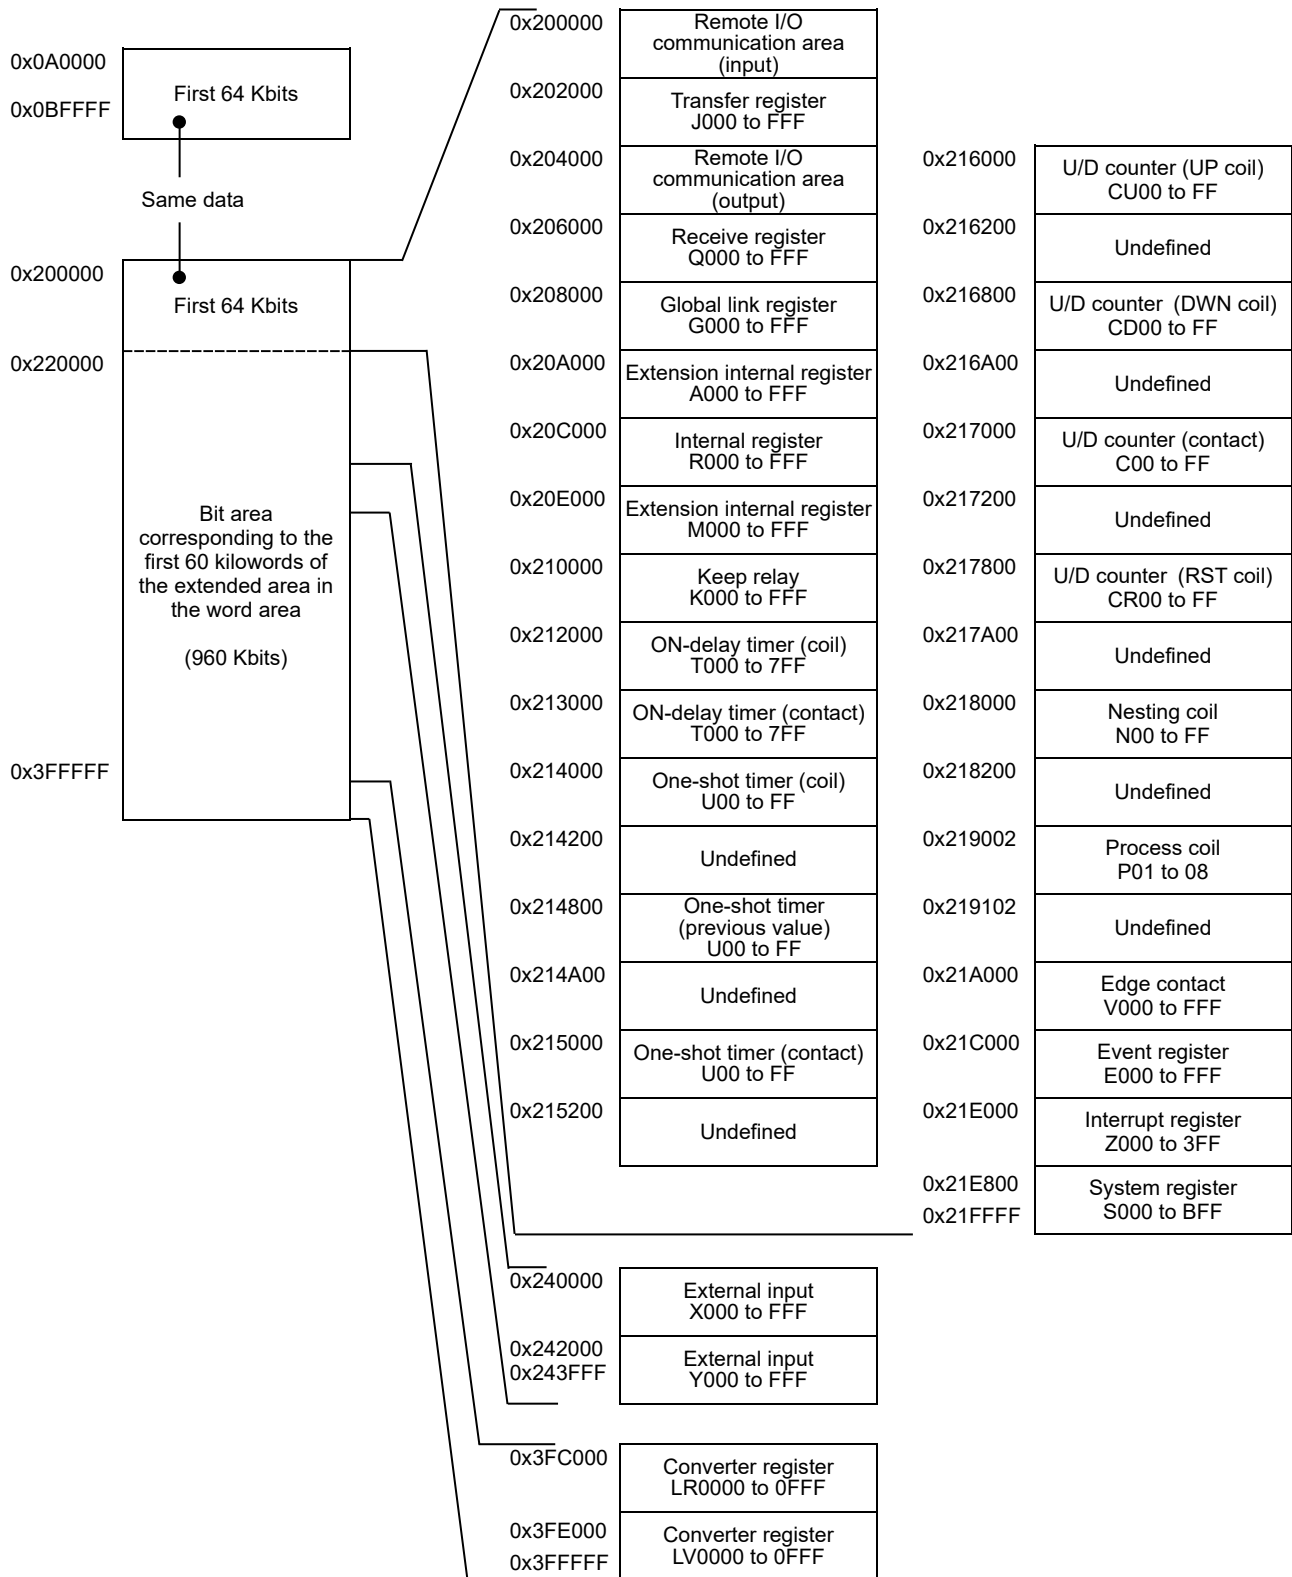 0x0A0000
0x0BFFFF
First 64 Kbits
Same data
0x200000
First 64 Kbits
0x220000
Bit area
corresponding to the
first 60 kilowords of
the extended area in
the word area
(960 Kbits)
0x3FFFFF
0x200000
Remote I/O
communication area
(input)
0x202000
Transfer register
J000 to FFF
0x204000
Remote I/O
communication area
(output)
0x206000
Receive register
Q000 to FFF
0x208000
Global link register
G000 to FFF
0x20A000
Extension internal register
A000 to FFF
0x20C000
Internal register
R000 to FFF
0x20E000
Extension internal register
M000 to FFF
0x210000
Keep relay
K000 to FFF
0x212000
ON-delay timer (coil)
T000 to 7FF
0x213000
ON-delay timer (contact)
T000 to 7FF
0x214000
One-shot timer (coil)
U00 to FF
0x214200
Undefined
0x214800
One-shot timer
(previous value)
U00 to FF
0x214A00
Undefined
0x215000
One-shot timer (contact)
U00 to FF
0x215200
Undefined
0x216000
U/D counter (UP coil)
CU00 to FF
0x216200
Undefined
0x216800
U/D counter (DWN coil)
CD00 to FF
0x216A00
Undefined
0x217000
U/D counter (contact)
C00 to FF
0x217200
Undefined
0x217800
U/D counter (RST coil)
CR00 to FF
0x217A00
Undefined
0x218000
Nesting coil
N00 to FF
0x218200
Undefined
0x219002
Process coil
P01 to 08
0x219102
Undefined
0x21A000
Edge contact
V000 to FFF
0x21C000
Event register
E000 to FFF
0x21E000
Interrupt register
Z000 to 3FF
0x21E800
0x21FFFF
System register
S000 to BFF
0x240000
External input
X000 to FFF
0x242000
0x243FFF
External input
Y000 to FFF
0x3FC000
Converter register
LR0000 to 0FFF
0x3FE000
0x3FFFFF
Converter register
LV0000 to 0FFF